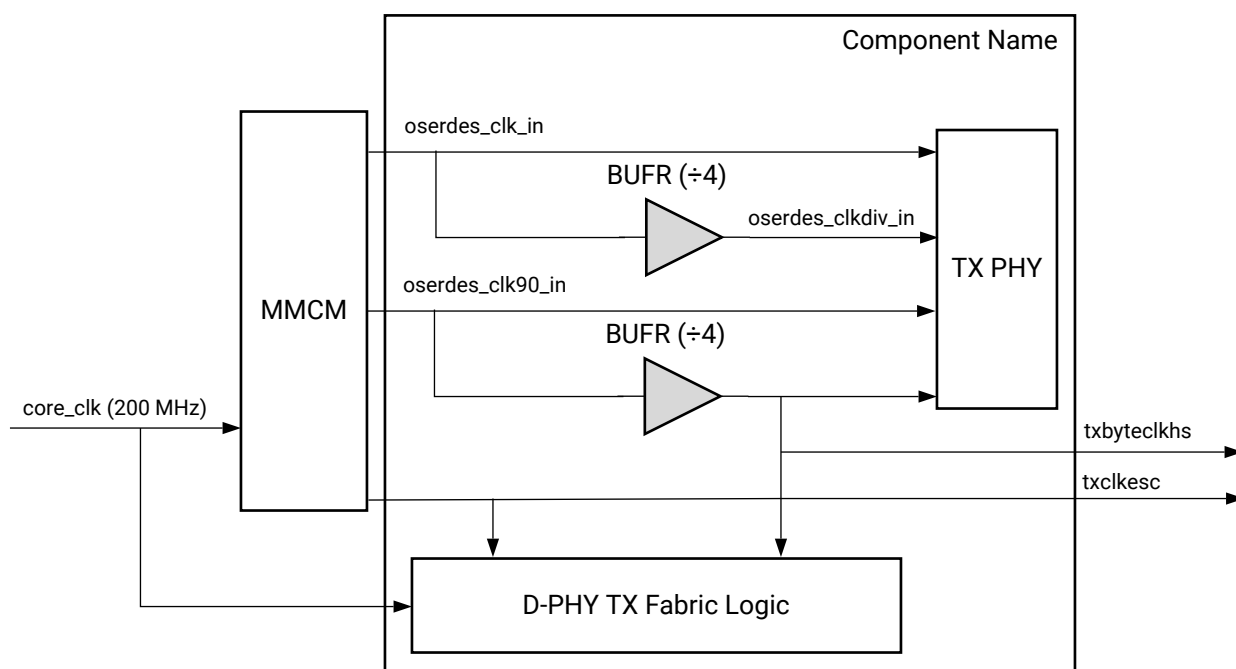 Component Name
oserdes_clk_in
BUFR (÷4)
oserdes_clkdiv_in
TX PHY
oserdes_clk90_in
MMCM
BUFR (÷4)
core_clk (200 MHz)
txbyteclkhs
txclkesc
D-PHY TX Fabric Logic